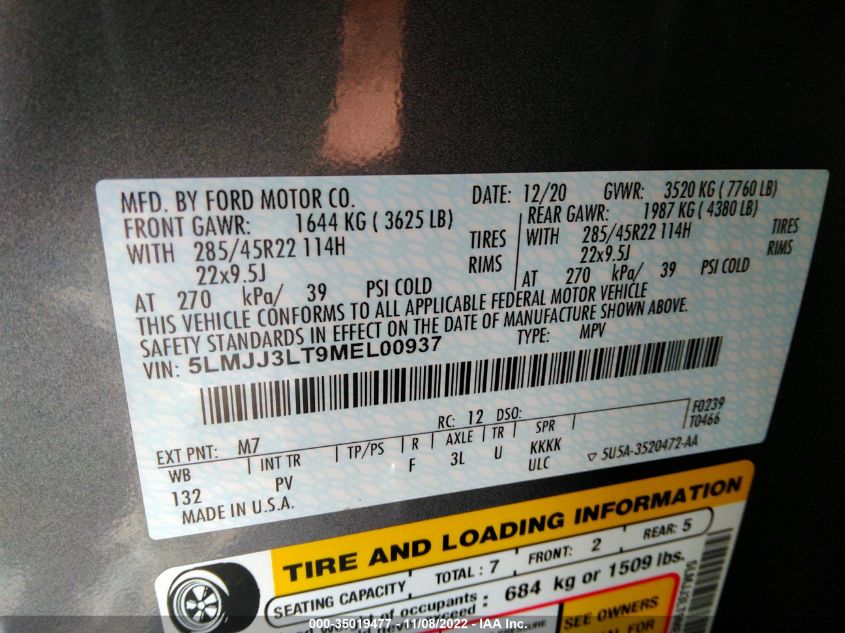 MFD. BY FORD MOTOR CO.
DATE: 12/20 GVWR: 3520 KG ( 7760 LB)
FRONT GAWR: 1644 KG ( 3625 LB)
WITH 285/45R22 114H TIRES
22x9.5J RIMS
AT 270 kPa/ 39 PSI COLD
REAR GAWR: 1987 KG ( 4380 LB)
WITH 285/45R22 114H TIRES
22x9.5J RIMS
AT 270 kPa/ 39 PSI COLD
THIS VEHICLE CONFORMS TO ALL APPLICABLE FEDERAL MOTOR VEHICLE
SAFETY STANDARDS IN EFFECT ON THE DATE OF MANUFACTURE SHOWN ABOVE.
VIN: 5LMJJ3LT9MEL00937 TYPE: MPV
F0239
T0466
EXT PNT: M7 RC: 12 DSO:
WB INT TR TP/PS R AXLE TR SPR
132 PV F 3L U KKKK
ULC
▽ 5U5A-3520472-AA
MADE IN U.S.A.
TIRE AND LOADING INFORMATION
SEATING CAPACITY TOTAL : 7 FRONT: 2 REAR: 5
of occupants : 684 kg or 1509 lbs.
SEE OWNERS
FOR
000-35019477 - 11/08/2022 - IAA Inc.